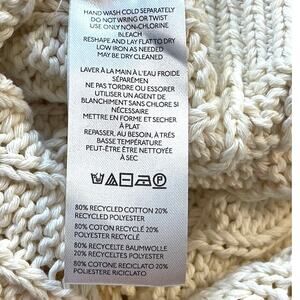 HAND WASH COLD SEPARATELY
DO NOT WRING OR TWIST
USE ONLY NON-CHLORINE
BLEACH
RESHAPE AND LAY FLAT TO DRY
LOW IRON AS NEEDED
MAY BE DRY CLEANED
LAVER À LA MAIN À L'EAU FROIDE
SÉPARÉMEN
NE PAS TORDRE OU ESSORER
UTILISER UN AGENT DE
BLANCHIMENT SANS CHLORE SI
NÉCESSAIRE
METTRE EN FORME ET SECHER
À PLAT
REPASSER, AU BESOIN, À TRÉS
BASSE TEMPÉRATURE
PEUT-ÊTRE ÊTRE NETTOYÉE
À SEC
80% RECYCLED COTTON 20%
RECYCLED POLYESTER
80% COTON RECYCLÉ 20%
POLYESTER RECYCLÉ
80% RECYCELTE BAUMWOLLE
20% RECYCELTES POLYESTER
80% COTONE RECICLATO 20%
POLIESTERE RICICLATO